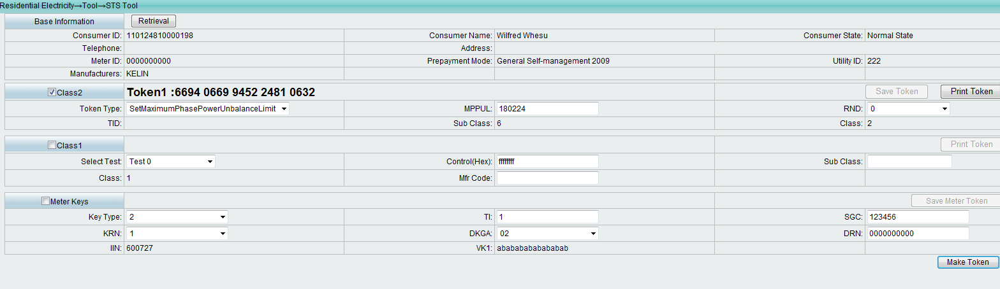 Residential Electricity→Tool→STS Tool
Base Information Retrieval
Consumer ID: 110124810000198 Consumer Name: Wilfred Whesu Consumer State: Normal State
Telephone: Address:
Meter ID: 0000000000 Prepayment Mode: General Self-management 2009 Utility ID: 222
Manufacturers: KELIN
Class2 Token1 :6694 0669 9452 2481 0632 Save Token Print Token
Token Type: SetMaximumPhasePowerUnbalanceLimit MPPUL: 180224 RND: 0
TID: Sub Class: 6 Class: 2
Class1 Print Token
Select Test: Test 0 Control(Hex): ffffffff Sub Class:
Class: 1 Mfr Code:
Meter Keys Save Meter Token
Key Type: 2 TI: 1 SGC: 123456
KRN: 1 DKGA: 02 DRN: 0000000000
IIN: 600727 VK1: abababababababab
Make Token